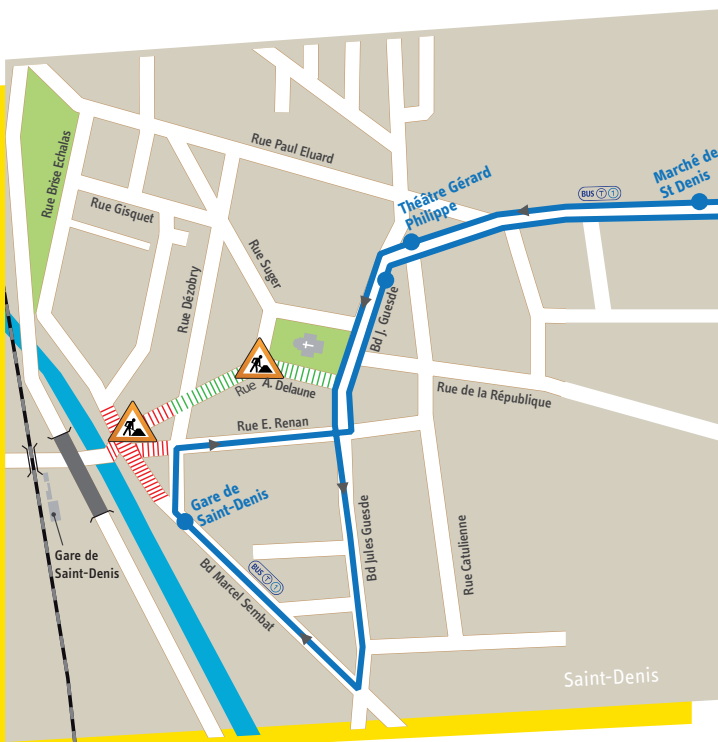 Rue Brise Echalas
Rue Paul Eluard
Rue Gisquet
Rue Suger
Rue Dézobry
Théâtre Gérard
Philippe
BUS T 1
Marché de
St Denis
Bd J. Guesde
Rue A. Delaune
Rue de la République
Rue E. Renan
Gare de
Saint-Denis
Gare de
Saint-Denis
Bd Jules Guesde
Rue Catulienne
BUS T 1
Bd Marcel Sembat
Saint-Denis